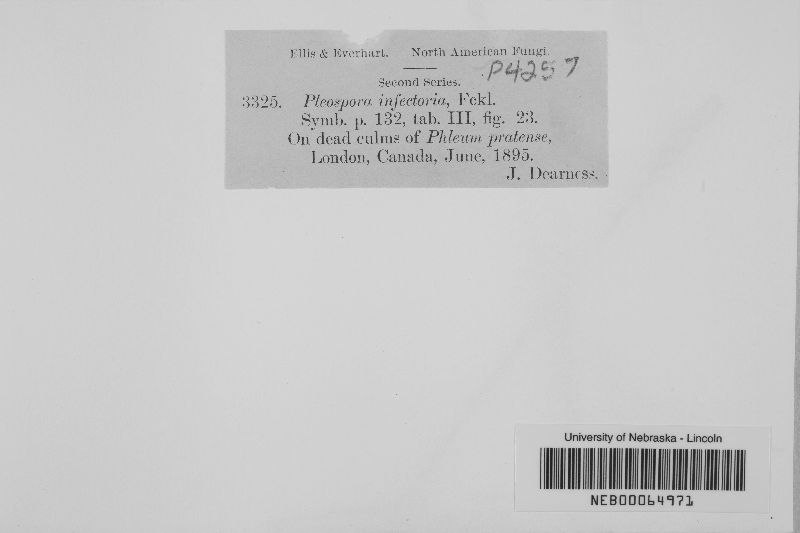 Ellis & Everhart. North American Fungi.
P4257
Second Series.
3325. Pleospora infectoria, Fckl.
Symb. p. 132, tab. III, fig. 23.
On dead culms of Phleum pratense,
London, Canada, June, 1895.
J. Dearness.
University of Nebraska - Lincoln
NEB00064971